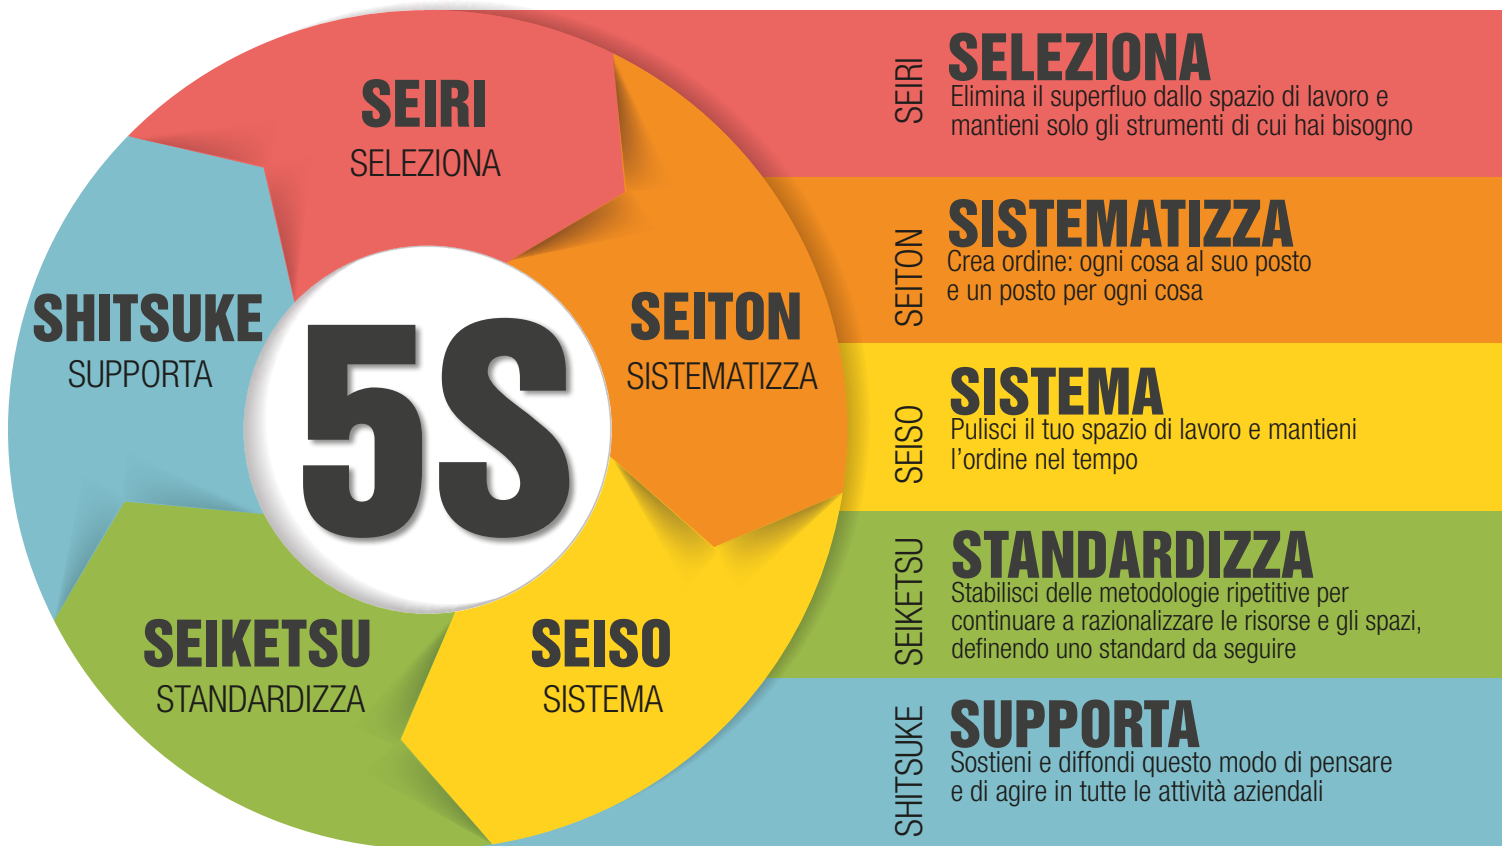 SEIRI
SELEZIONA
SEITON
SISTEMATIZZA
SEISO
SISTEMA
SEIKETSU
STANDARDIZZA
SHITSUKE
SUPPORTA
5S
SEIRI
SELEZIONA
Elimina il superfluo dallo spazio di lavoro e
mantieni solo gli strumenti di cui hai bisogno
SEITON
SISTEMATIZZA
Crea ordine: ogni cosa al suo posto
e un posto per ogni cosa
SEISO
SISTEMA
Pulisci il tuo spazio di lavoro e mantieni
l'ordine nel tempo
SEIKETSU
STANDARDIZZA
Stabilisci delle metodologie ripetitive per
continuare a razionalizzare le risorse e gli spazi,
definendo uno standard da seguire
SHITSUKE
SUPPORTA
Sostieni e diffondi questo modo di pensare
e di agire in tutte le attività aziendali